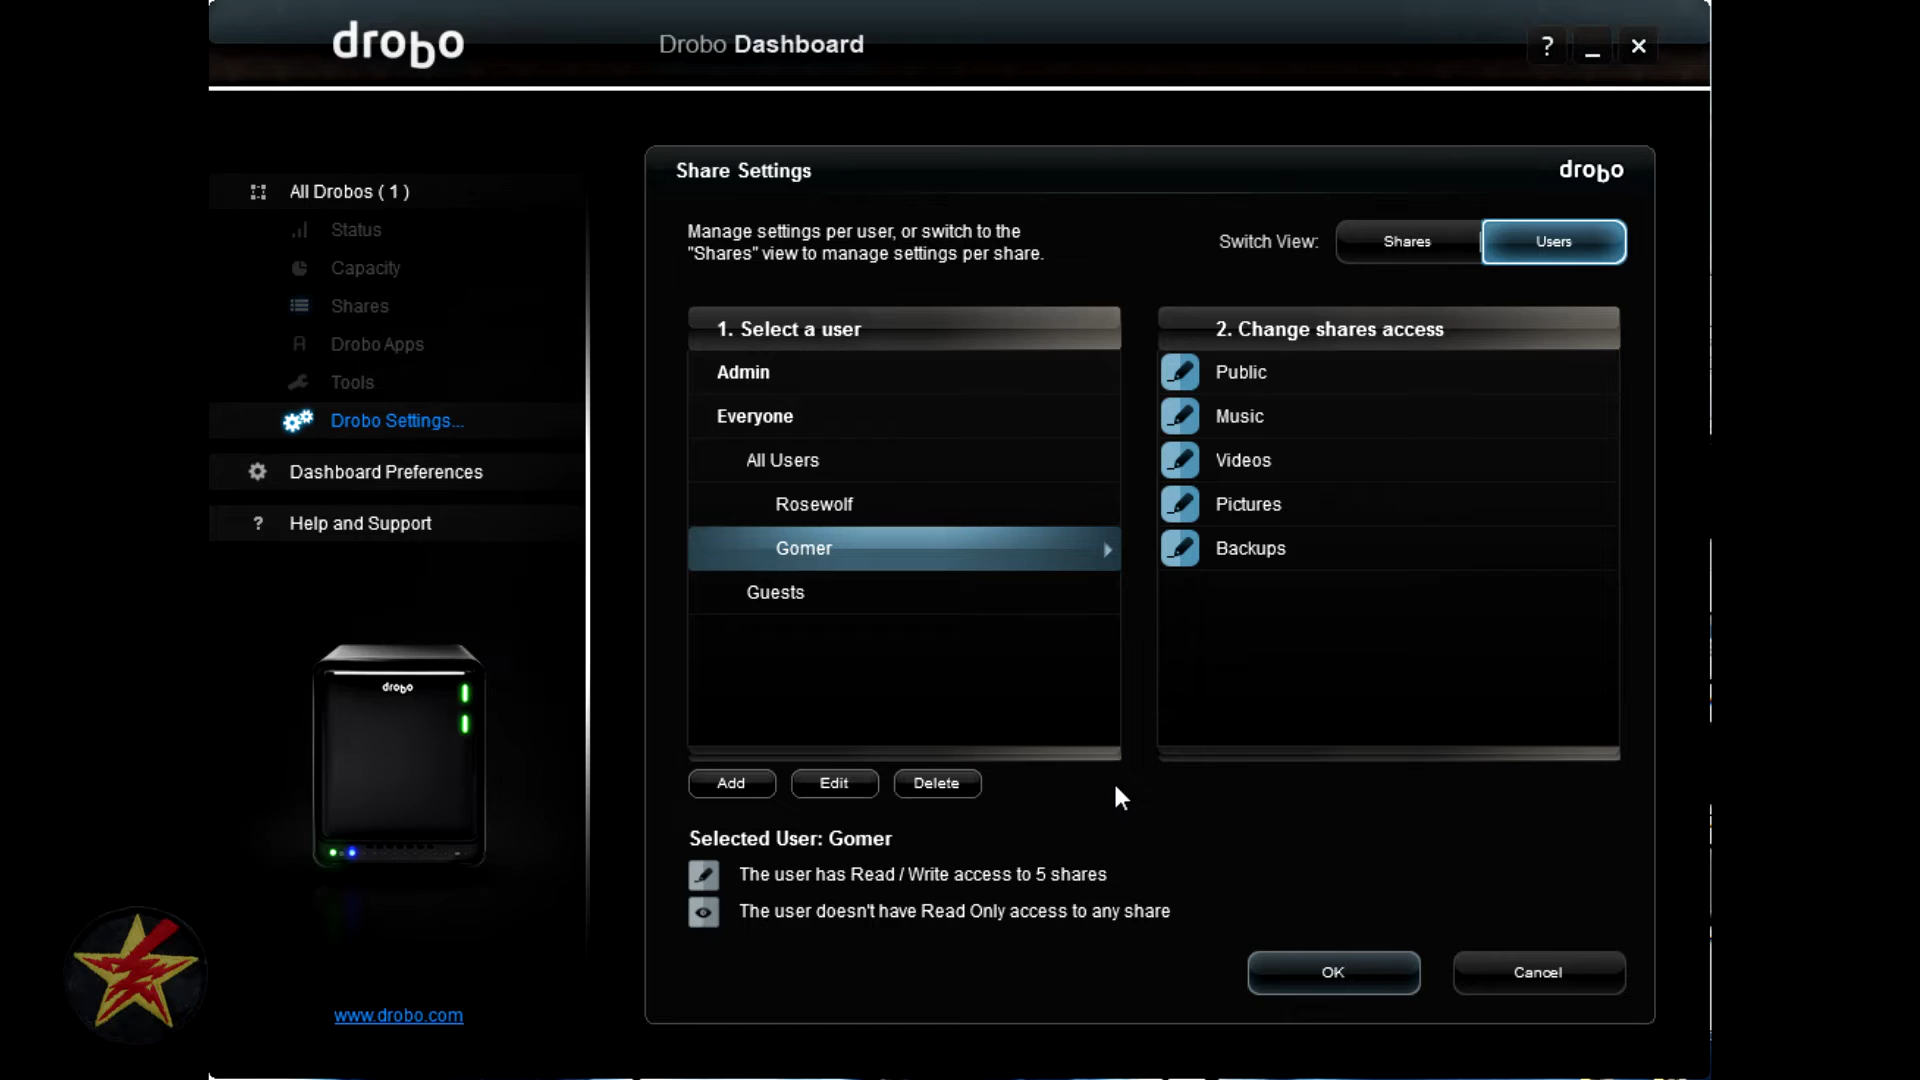 drobo
Drobo Dashboard
? _ ×
All Drobos ( 1 )
Status
Capacity
Shares
Drobo Apps
Tools
Drobo Settings...
Dashboard Preferences
? Help and Support
drobo
www.drobo.com
Share Settings
drobo
Manage settings per user, or switch to the
"Shares" view to manage settings per share.
Switch View:
Shares
Users
1. Select a user
Admin
Everyone
All Users
Rosewolf
Gomer
Guests
2. Change shares access
Public
Music
Videos
Pictures
Backups
Add
Edit
Delete
Selected User: Gomer
The user has Read / Write access to 5 shares
The user doesn't have Read Only access to any share
OK
Cancel